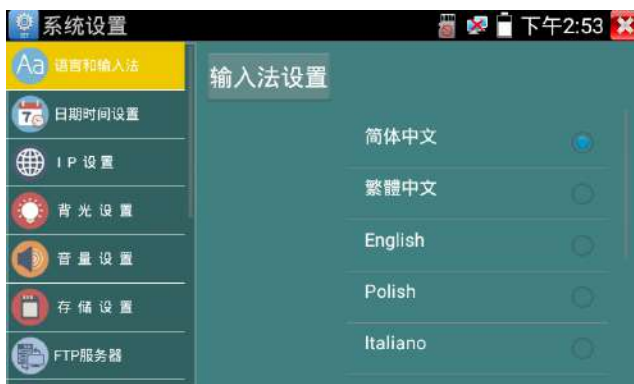 系统设置
下午2:53
语言和输入法
日期时间设置
IP设置
背光设置
音量设置
存储设置
FTP服务器
输入法设置
简体中文
繁體中文
English
Polish
Italiano